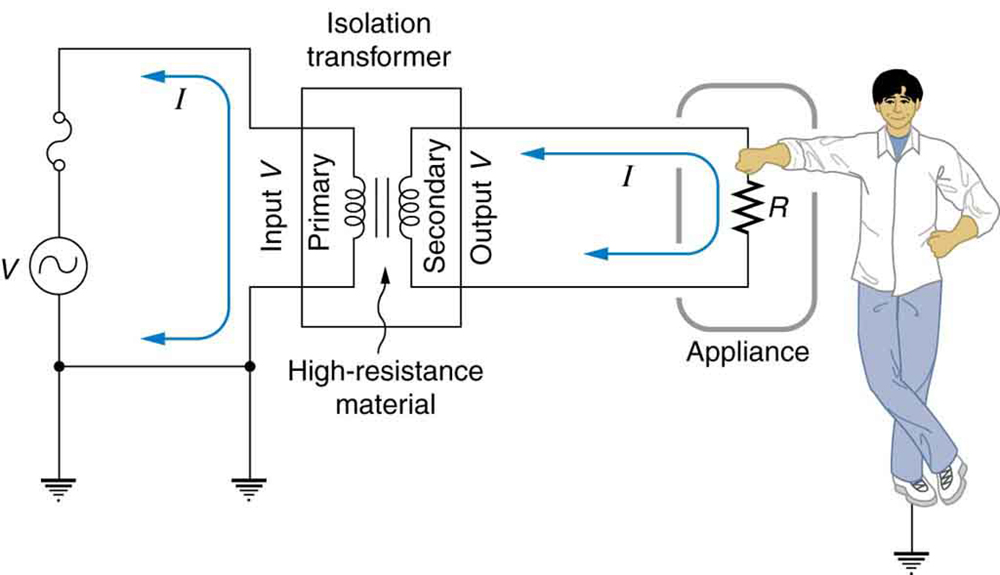 Isolation
transformer
I
Input V
Primary
Secondary
Output V
I
R
V
High-resistance
material
Appliance